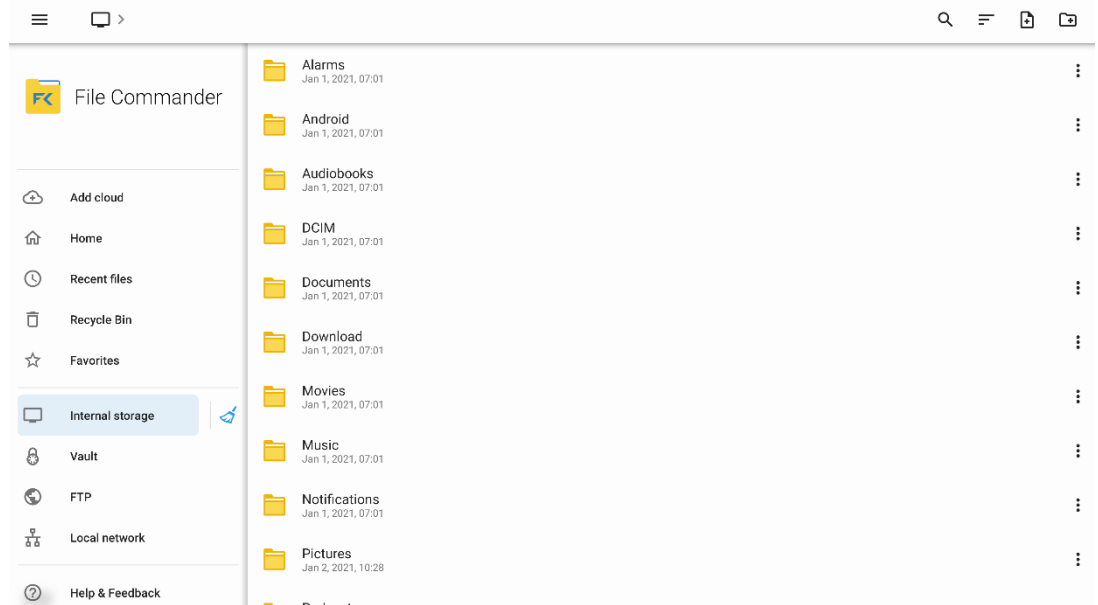 File Commander
Add cloud
Home
Recent files
Recycle Bin
Favorites
Internal storage
Vault
FTP
Local network
Help & Feedback
Alarms
Jan 1, 2021, 07:01
Android
Jan 1, 2021, 07:01
Audiobooks
Jan 1, 2021, 07:01
DCIM
Jan 1, 2021, 07:01
Documents
Jan 1, 2021, 07:01
Download
Jan 1, 2021, 07:01
Movies
Jan 1, 2021, 07:01
Music
Jan 1, 2021, 07:01
Notifications
Jan 1, 2021, 07:01
Pictures
Jan 2, 2021, 10:28